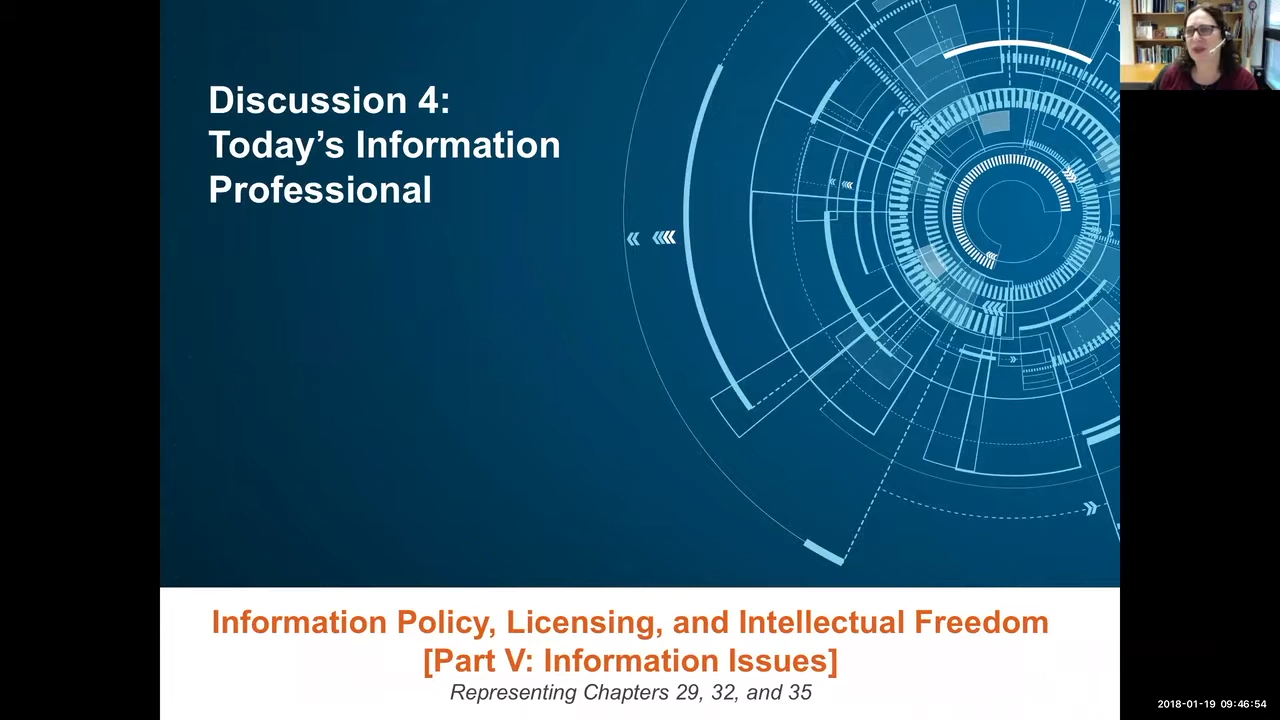 Discussion 4:
Today’s Information
Professional
Information Policy, Licensing, and Intellectual Freedom
[Part V: Information Issues]
Representing Chapters 29, 32, and 35
2018-01-19 09:46:54